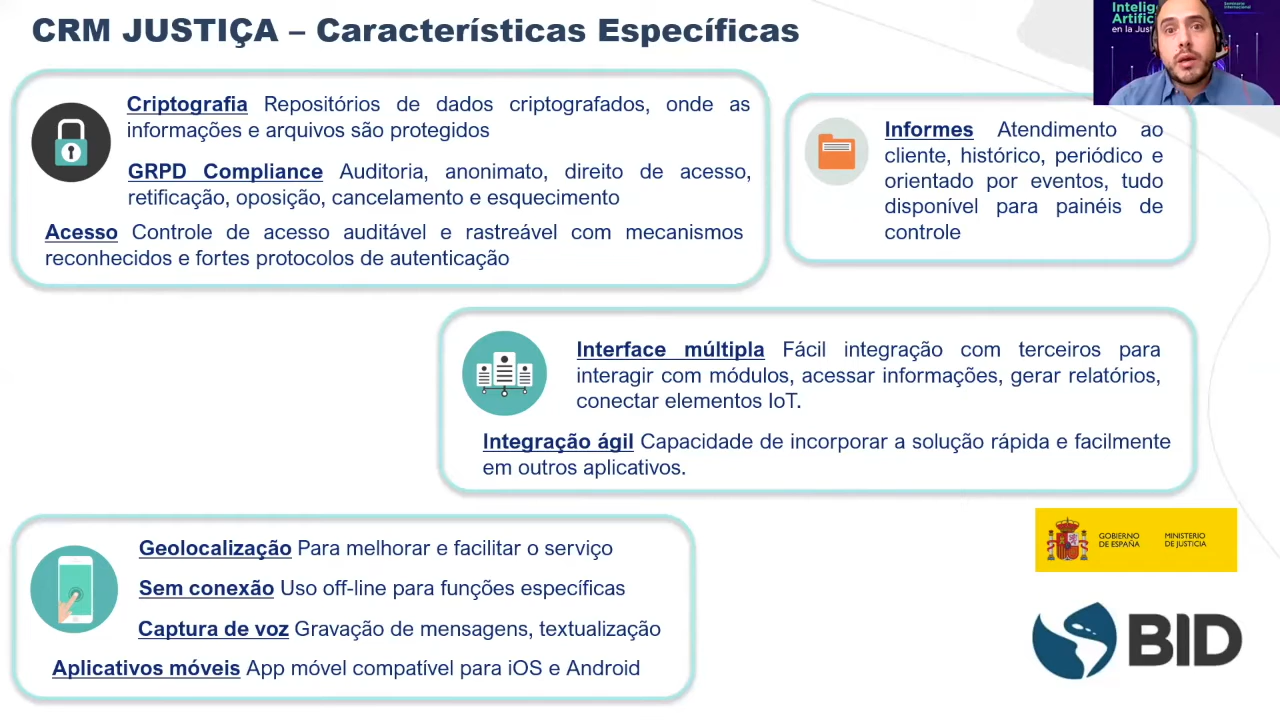 CRM JUSTIÇA – Características Específicas
Criptografia Repositórios de dados criptografados, onde as
informações e arquivos são protegidos
GRPD Compliance Auditoria, anonimato, direito de acesso,
retificação, oposição, cancelamento e esquecimento
Acesso Controle de acesso auditável e rastreável com mecanismos
reconhecidos e fortes protocolos de autenticação
Informes Atendimento ao
cliente, histórico, periódico e
orientado por eventos, tudo
disponível para painéis de
controle
Interface múltipla Fácil integração com terceiros para
interagir com módulos, acessar informações, gerar relatórios,
conectar elementos IoT.
Integração ágil Capacidade de incorporar a solução rápida e facilmente
em outros aplicativos.
Geolocalização Para melhorar e facilitar o serviço
Sem conexão Uso off-line para funções específicas
Captura de voz Gravação de mensagens, textualização
Aplicativos móveis App móvel compatível para iOS e Android
GOBIERNO
DE ESPAÑA
MINISTERIO
DE JUSTICIA
BID
Seminario
Internacional
en la